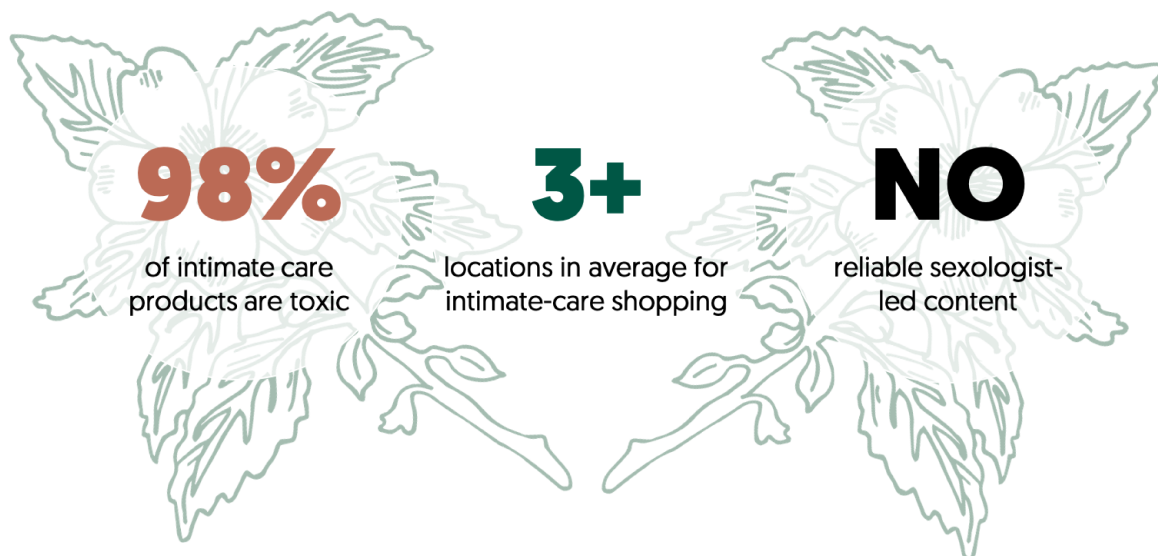 98%
of intimate care
products are toxic
3+
locations in average for
intimate-care shopping
NO
reliable sexologist-
led content